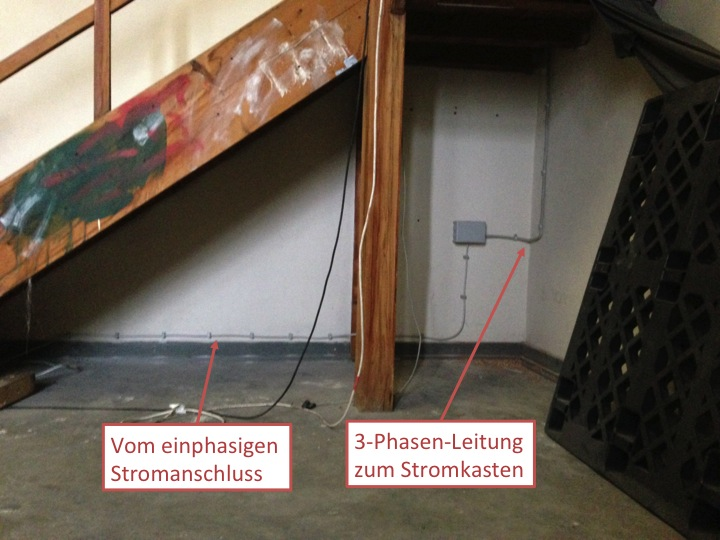 Vom einphasigen
Stromanschluss
3-Phasen-Leitung
zum Stromkasten